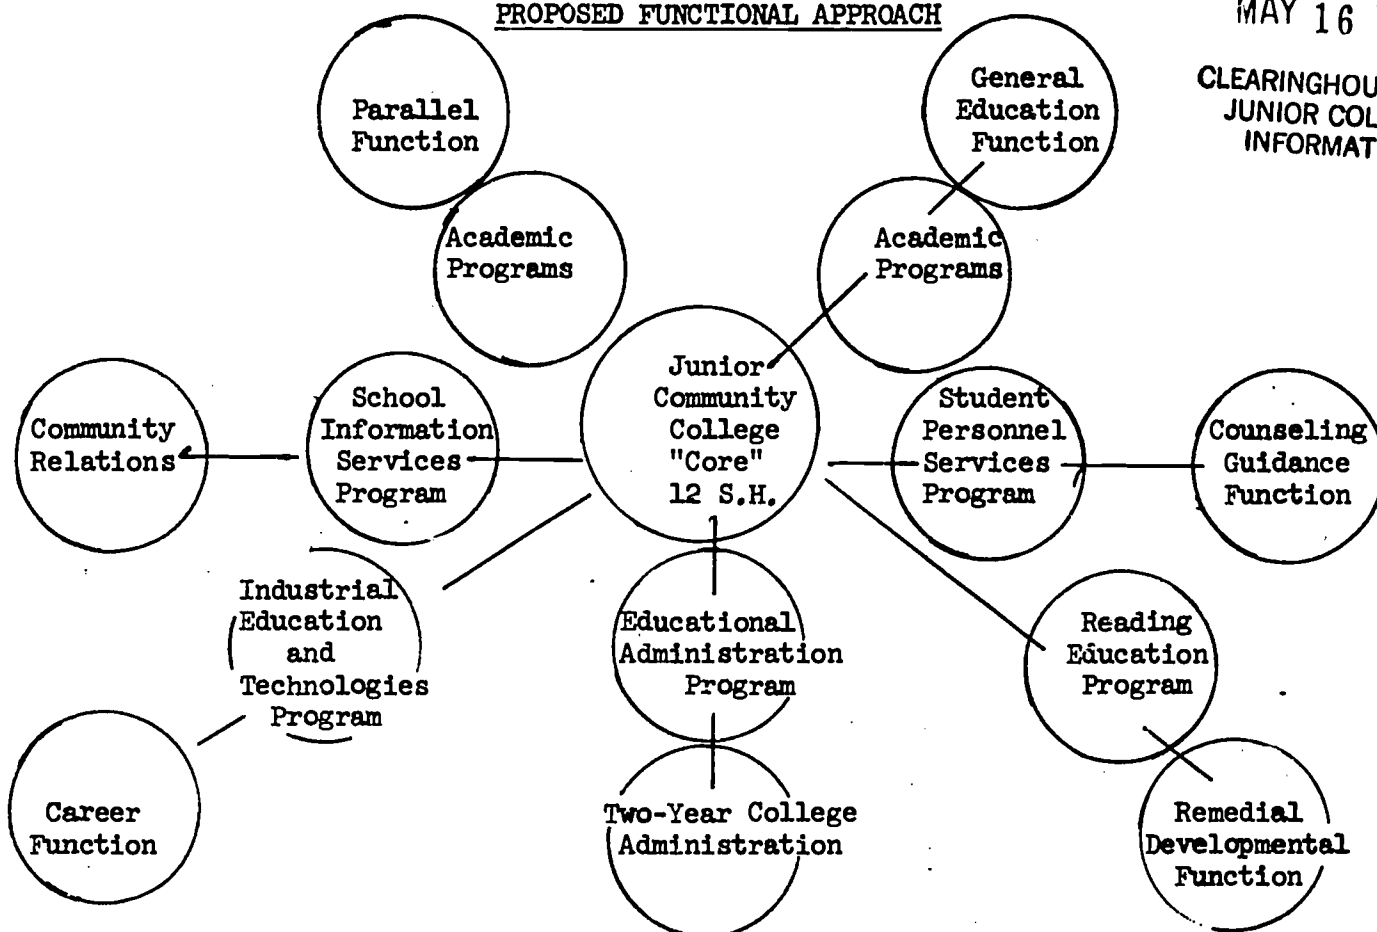 PROPOSED FUNCTIONAL APPROACH
MAY 16
CLEARINGHOU
JUNIOR COL
INFORMAT
Parallel
Function
General
Education
Function
Academic
Programs
Academic
Programs
Community
Relations
School
Information
Services
Program
Junior
Community
College
"Core"
12 S.H.
Student
Personnel
Services
Program
Counseling
Guidance
Function
Industrial
Education
and
Technologies
Program
Educational
Administration
Program
Reading
Education
Program
Career
Function
Two-Year College
Administration
Remedial
Developmental
Function